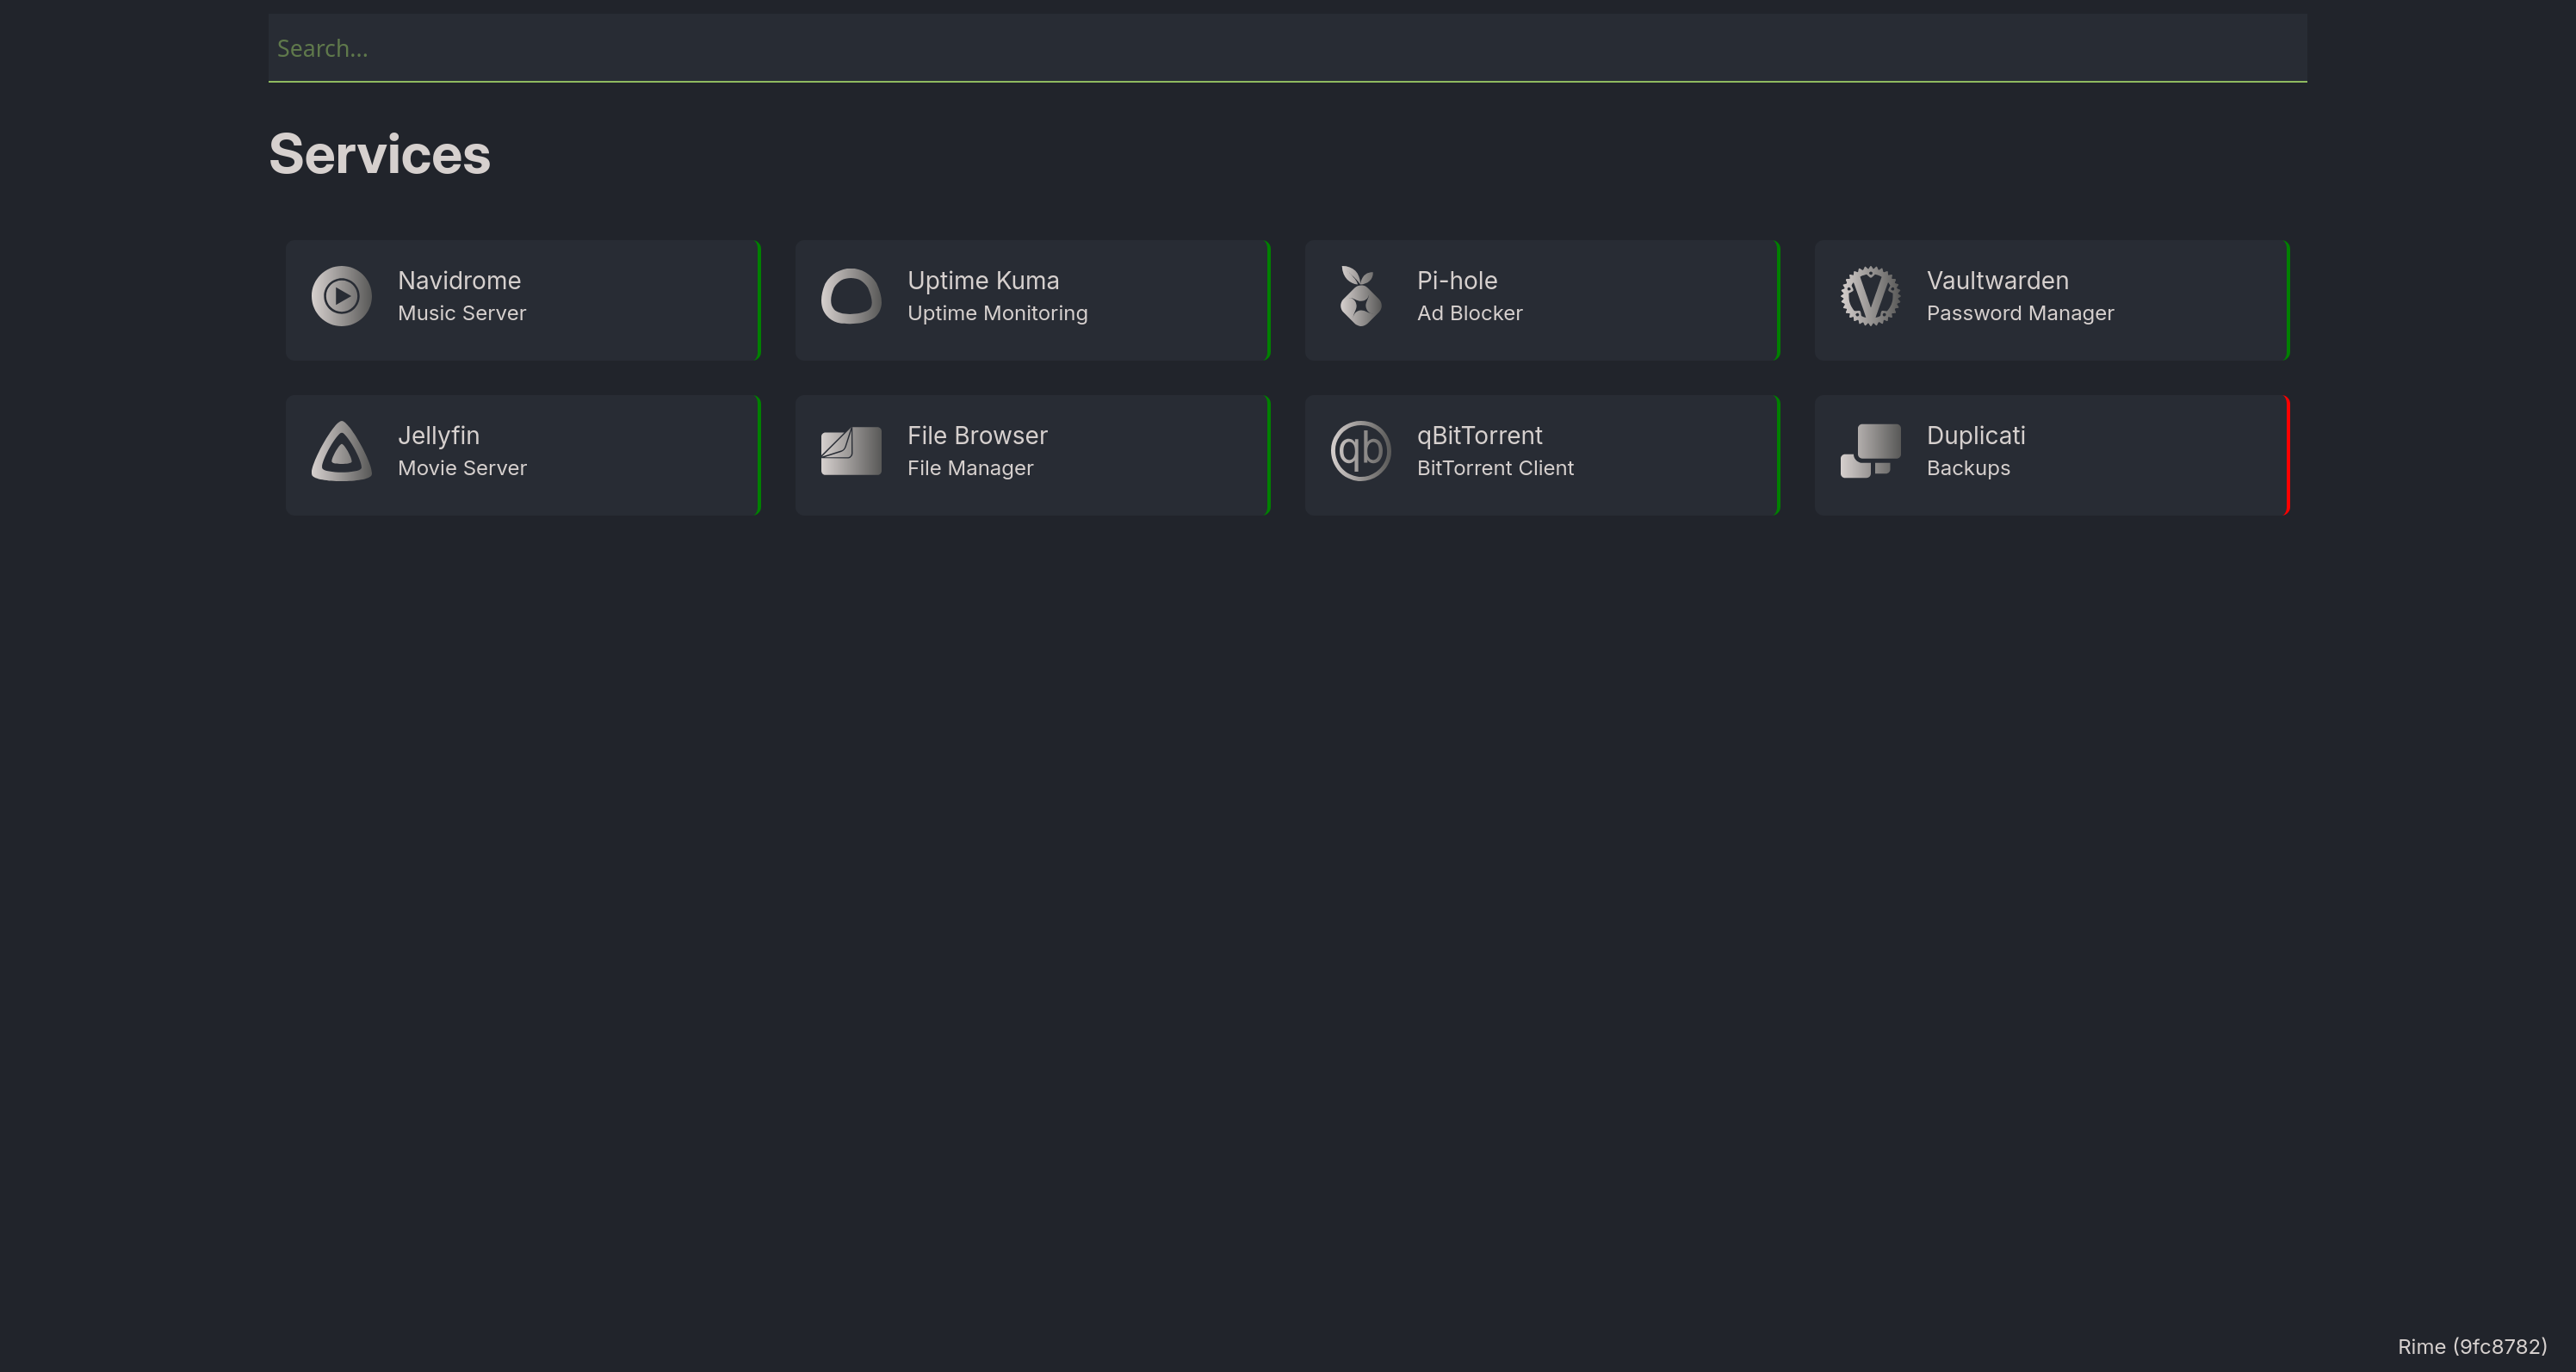 Search...
Services
Navidrome
Music Server
Uptime Kuma
Uptime Monitoring
Pi-hole
Ad Blocker
V
Vaultwarden
Password Manager
Jellyfin
Movie Server
File Browser
File Manager
qb
qBitTorrent
BitTorrent Client
Duplicati
Backups
Rime (9fc8782)